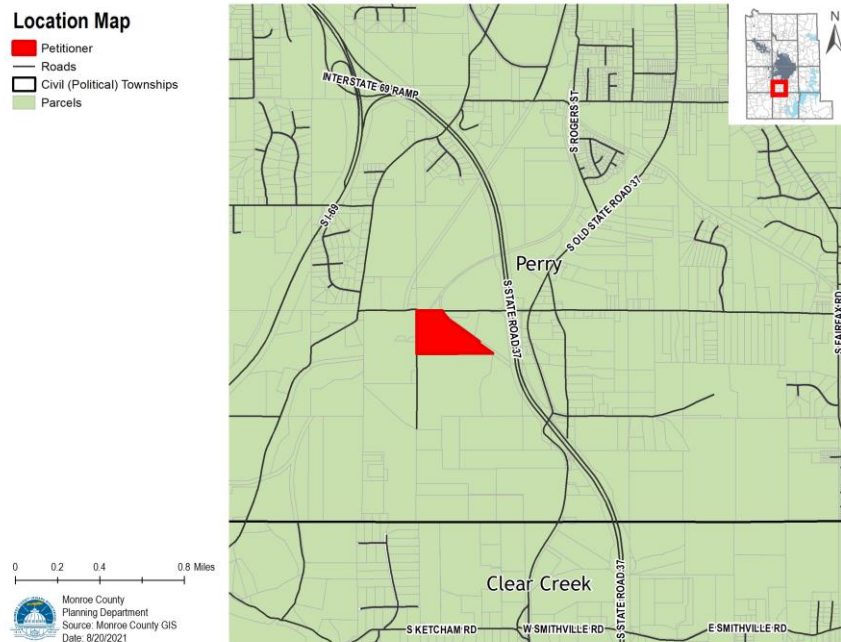 Location Map
Petitioner
Roads
Civil (Political) Townships
Parcels
N
INTERSTATE 69 RAMP
S ROGERS ST
S I-69
S OLD STATE ROAD 37
Perry
S STATE ROAD 37
S FAIRFAX RD
0 0.2 0.4 0.8 Miles
Clear Creek
S STATE ROAD 37
S KETCHAM RD
W SMITHVILLE RD
E SMITHVILLE RD
Monroe County
Planning Department
Source: Monroe County GIS
Date: 8/20/2021